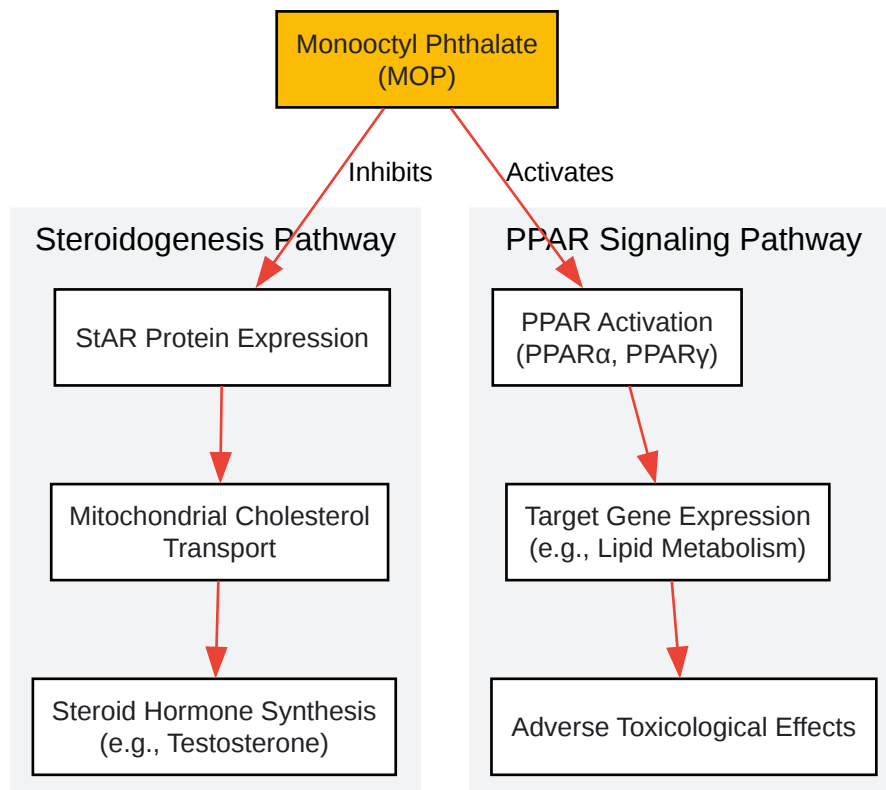 Monooctyl Phthalate
(MOP)
Inhibits
Activates
Steroidogenesis Pathway
StAR Protein Expression
Mitochondrial Cholesterol
Transport
Steroid Hormone Synthesis
(e.g., Testosterone)
PPAR Signaling Pathway
PPAR Activation
(PPARα, PPARγ)
Target Gene Expression
(e.g., Lipid Metabolism)
Adverse Toxicological Effects